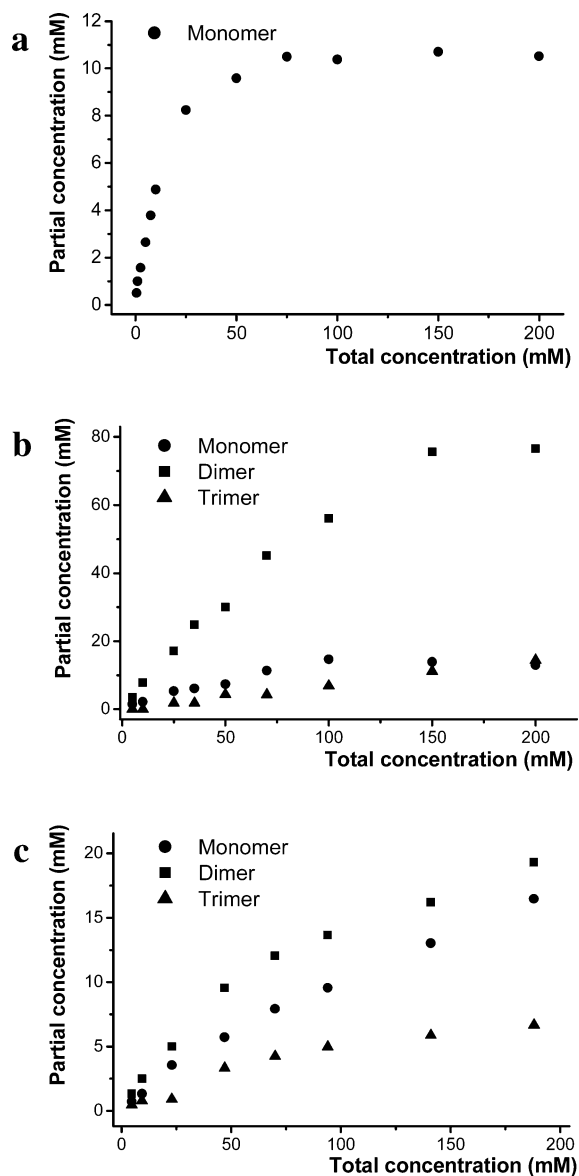 a
Partial concentration (mM)
12
10
8
6
4
2
0
Monomer
0 50 100 150 200
Total concentration (mM)
b
Partial concentration (mM)
80
60
40
20
0
Monomer
Dimer
Trimer
0 50 100 150 200
Total concentration (mM)
c
Partial concentration (mM)
20
15
10
5
0
Monomer
Dimer
Trimer
0 50 100 150 200
Total concentration (mM)